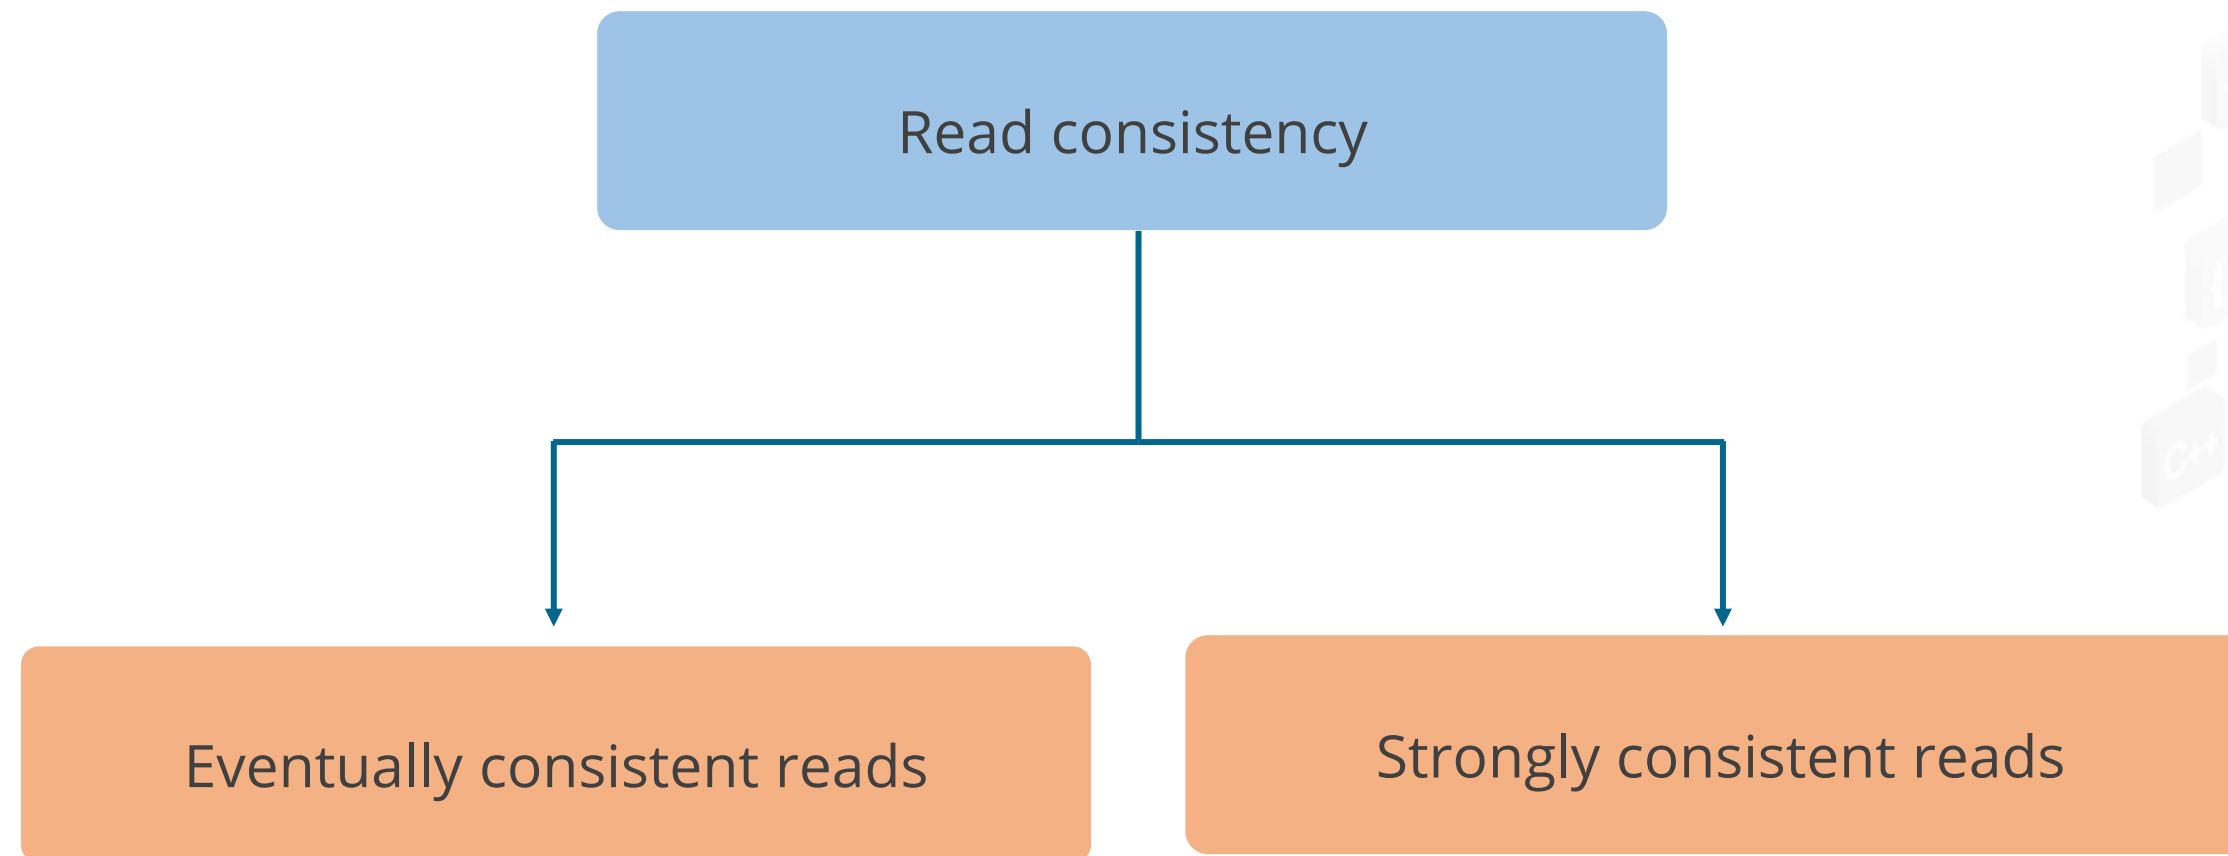 Read consistency
Eventually consistent reads
Strongly consistent reads
C++